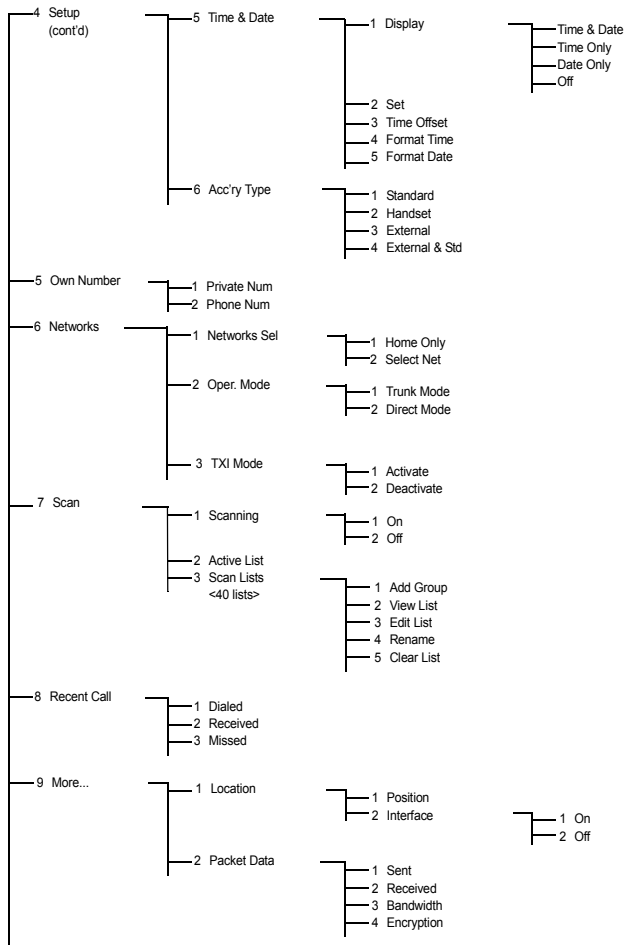 4 Setup
(cont'd)
5 Time & Date
1 Display
Time & Date
Time Only
Date Only
Off
2 Set
3 Time Offset
4 Format Time
5 Format Date
6 Acc'ry Type
1 Standard
2 Handset
3 External
4 External & Std
5 Own Number
1 Private Num
2 Phone Num
6 Networks
1 Networks Sel
1 Home Only
2 Select Net
2 Oper. Mode
1 Trunk Mode
2 Direct Mode
3 TXI Mode
1 Activate
2 Deactivate
7 Scan
1 Scanning
1 On
2 Off
2 Active List
3 Scan Lists
<40 lists>
1 Add Group
2 View List
3 Edit List
4 Rename
5 Clear List
8 Recent Call
1 Dialed
2 Received
3 Missed
9 More...
1 Location
1 Position
2 Interface
1 On
2 Off
2 Packet Data
1 Sent
2 Received
3 Bandwidth
4 Encryption